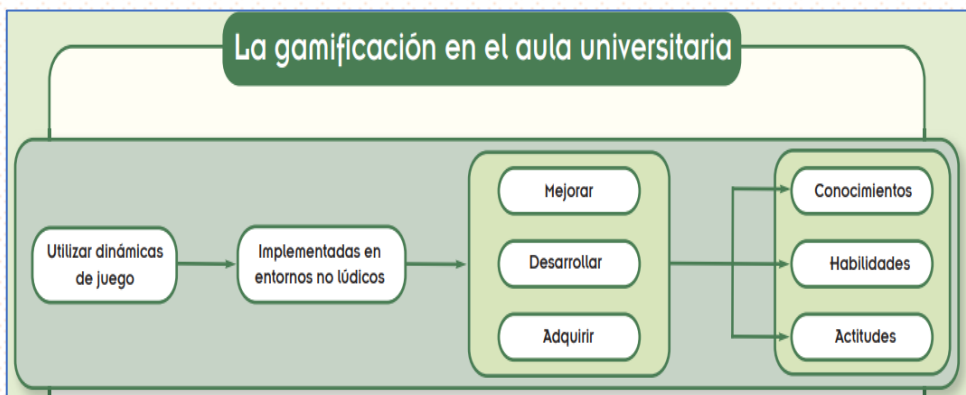 La gamificación en el aula universitaria
Utilizar dinámicas
de juego
Implementadas en
entornos no lúdicos
Mejorar
Desarrollar
Adquirir
Conocimientos
Habilidades
Actitudes